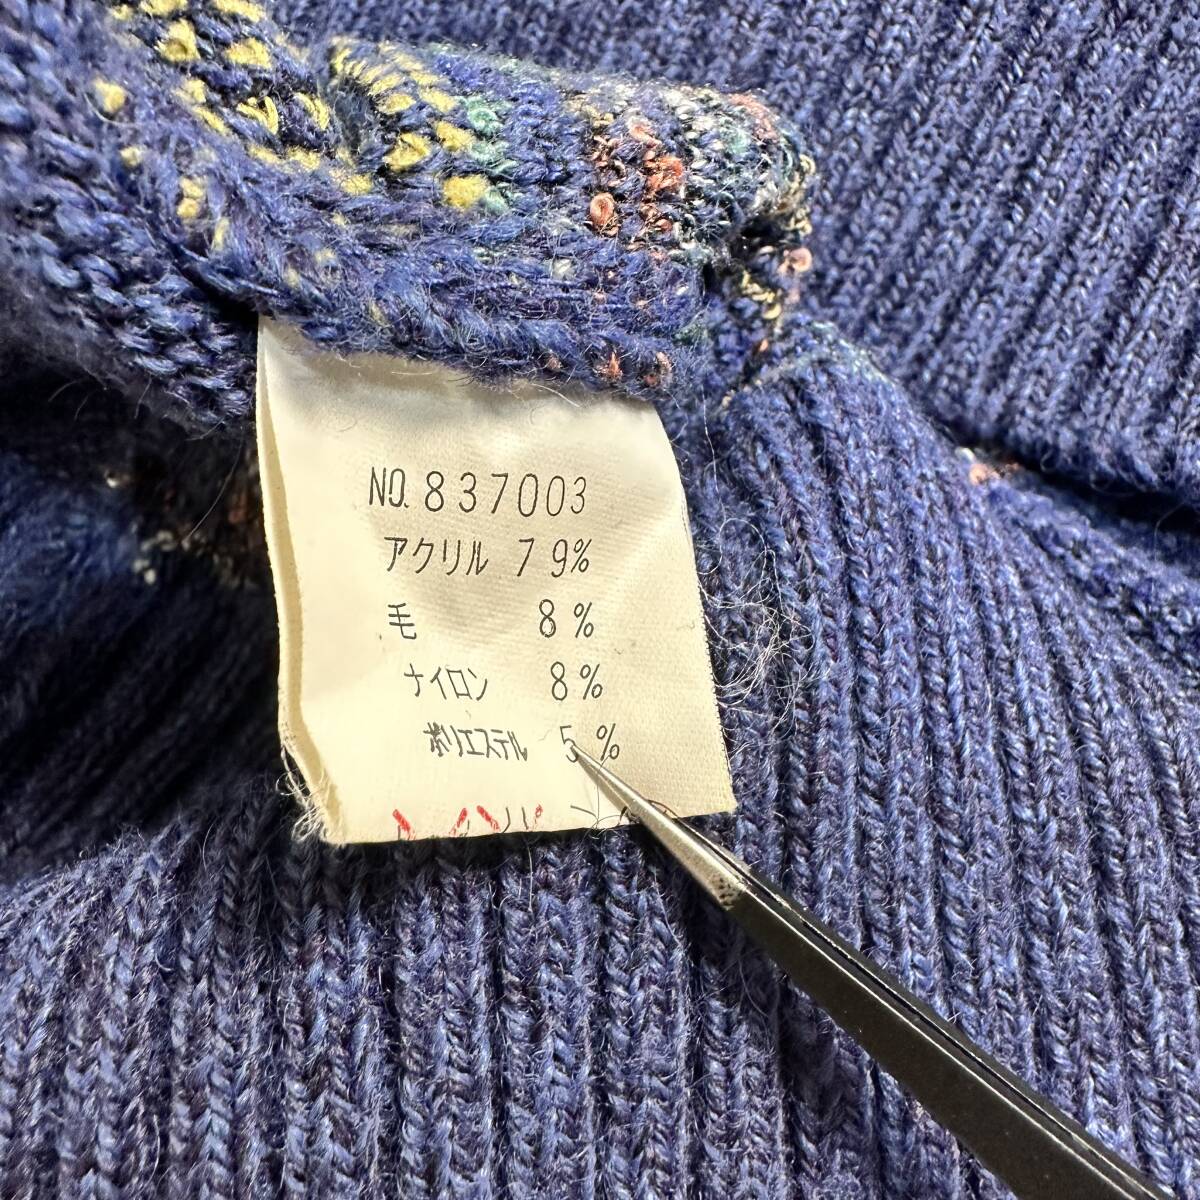 NO.837003
アクリル 79%
毛 8%
ナイロン 8%
ポリエステル 5%